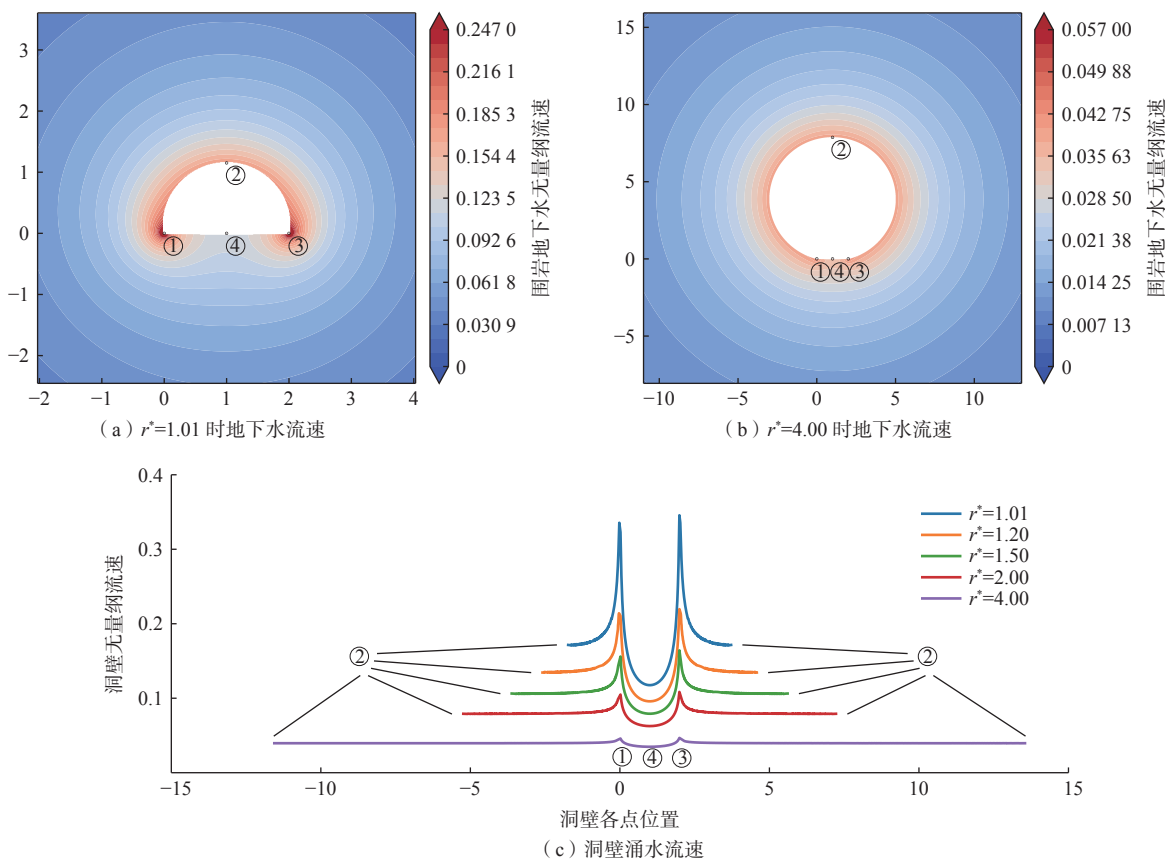 3
2
1
0
−1
−2
−2 −1 0 1 2 3 4
① ② ③ ④
0.247 0
0.216 1
0.185 3
0.154 4
0.123 5
0.092 6
0.061 8
0.030 9
0
围岩地下水无量纲流速
(a) r*=1.01 时地下水流速
15
10
5
0
−5
−10 −5 0 5 10
② ① ④ ③
0.057 00
0.049 88
0.042 75
0.035 64
0.028 50
0.021 38
0.014 25
0.007 13
0
围岩地下水无量纲流速
(b) r*=4.00 时地下水流速
0.4
0.3
0.2
0.1
洞壁无量纲流速
r*=1.01
r*=1.20
r*=1.50
r*=2.00
r*=4.00
② ②
① ④ ③
−15 −10 −5 0 5 10 15
洞壁各点位置
(c) 洞壁涌水流速